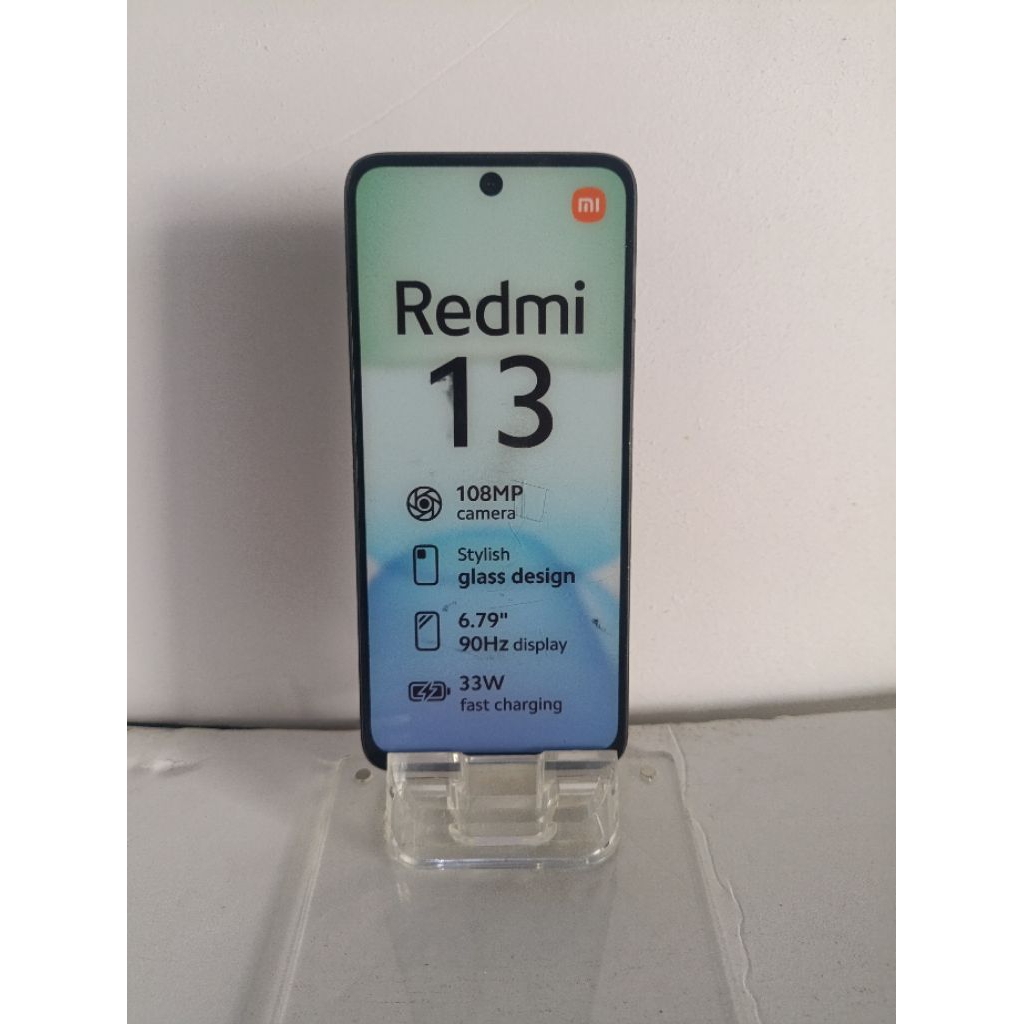 mi
Redmi
13
108MP
camera
Stylish
glass design
6.79"
90Hz display
33W
fast charging